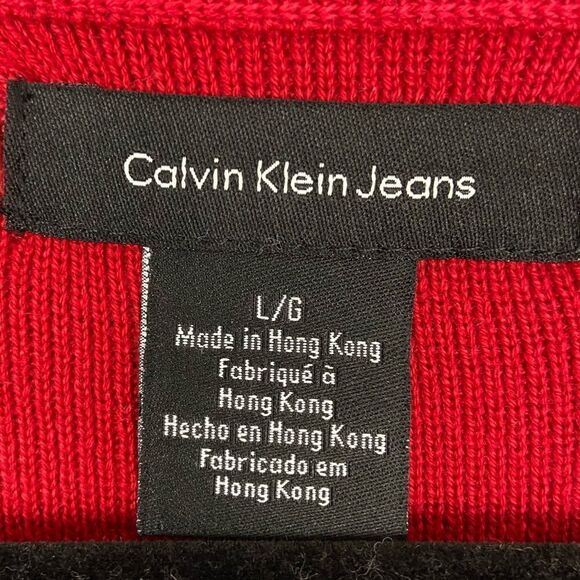 Calvin Klein Jeans
L/G
Made in Hong Kong
Fabriqué à
Hong Kong
Hecho en Hong Kong
Fabricado em
Hong Kong